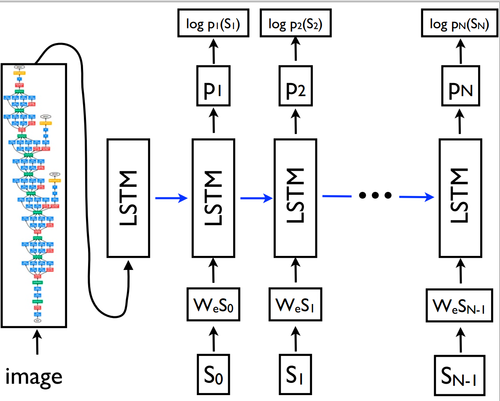 log p₁(S₁) log p₂(S₂) log pN(SN)
p₁ p₂ pN
LSTM LSTM LSTM LSTM
WeS₀ WeS₁ WeSN-1
S₀ S₁ SN-1
image